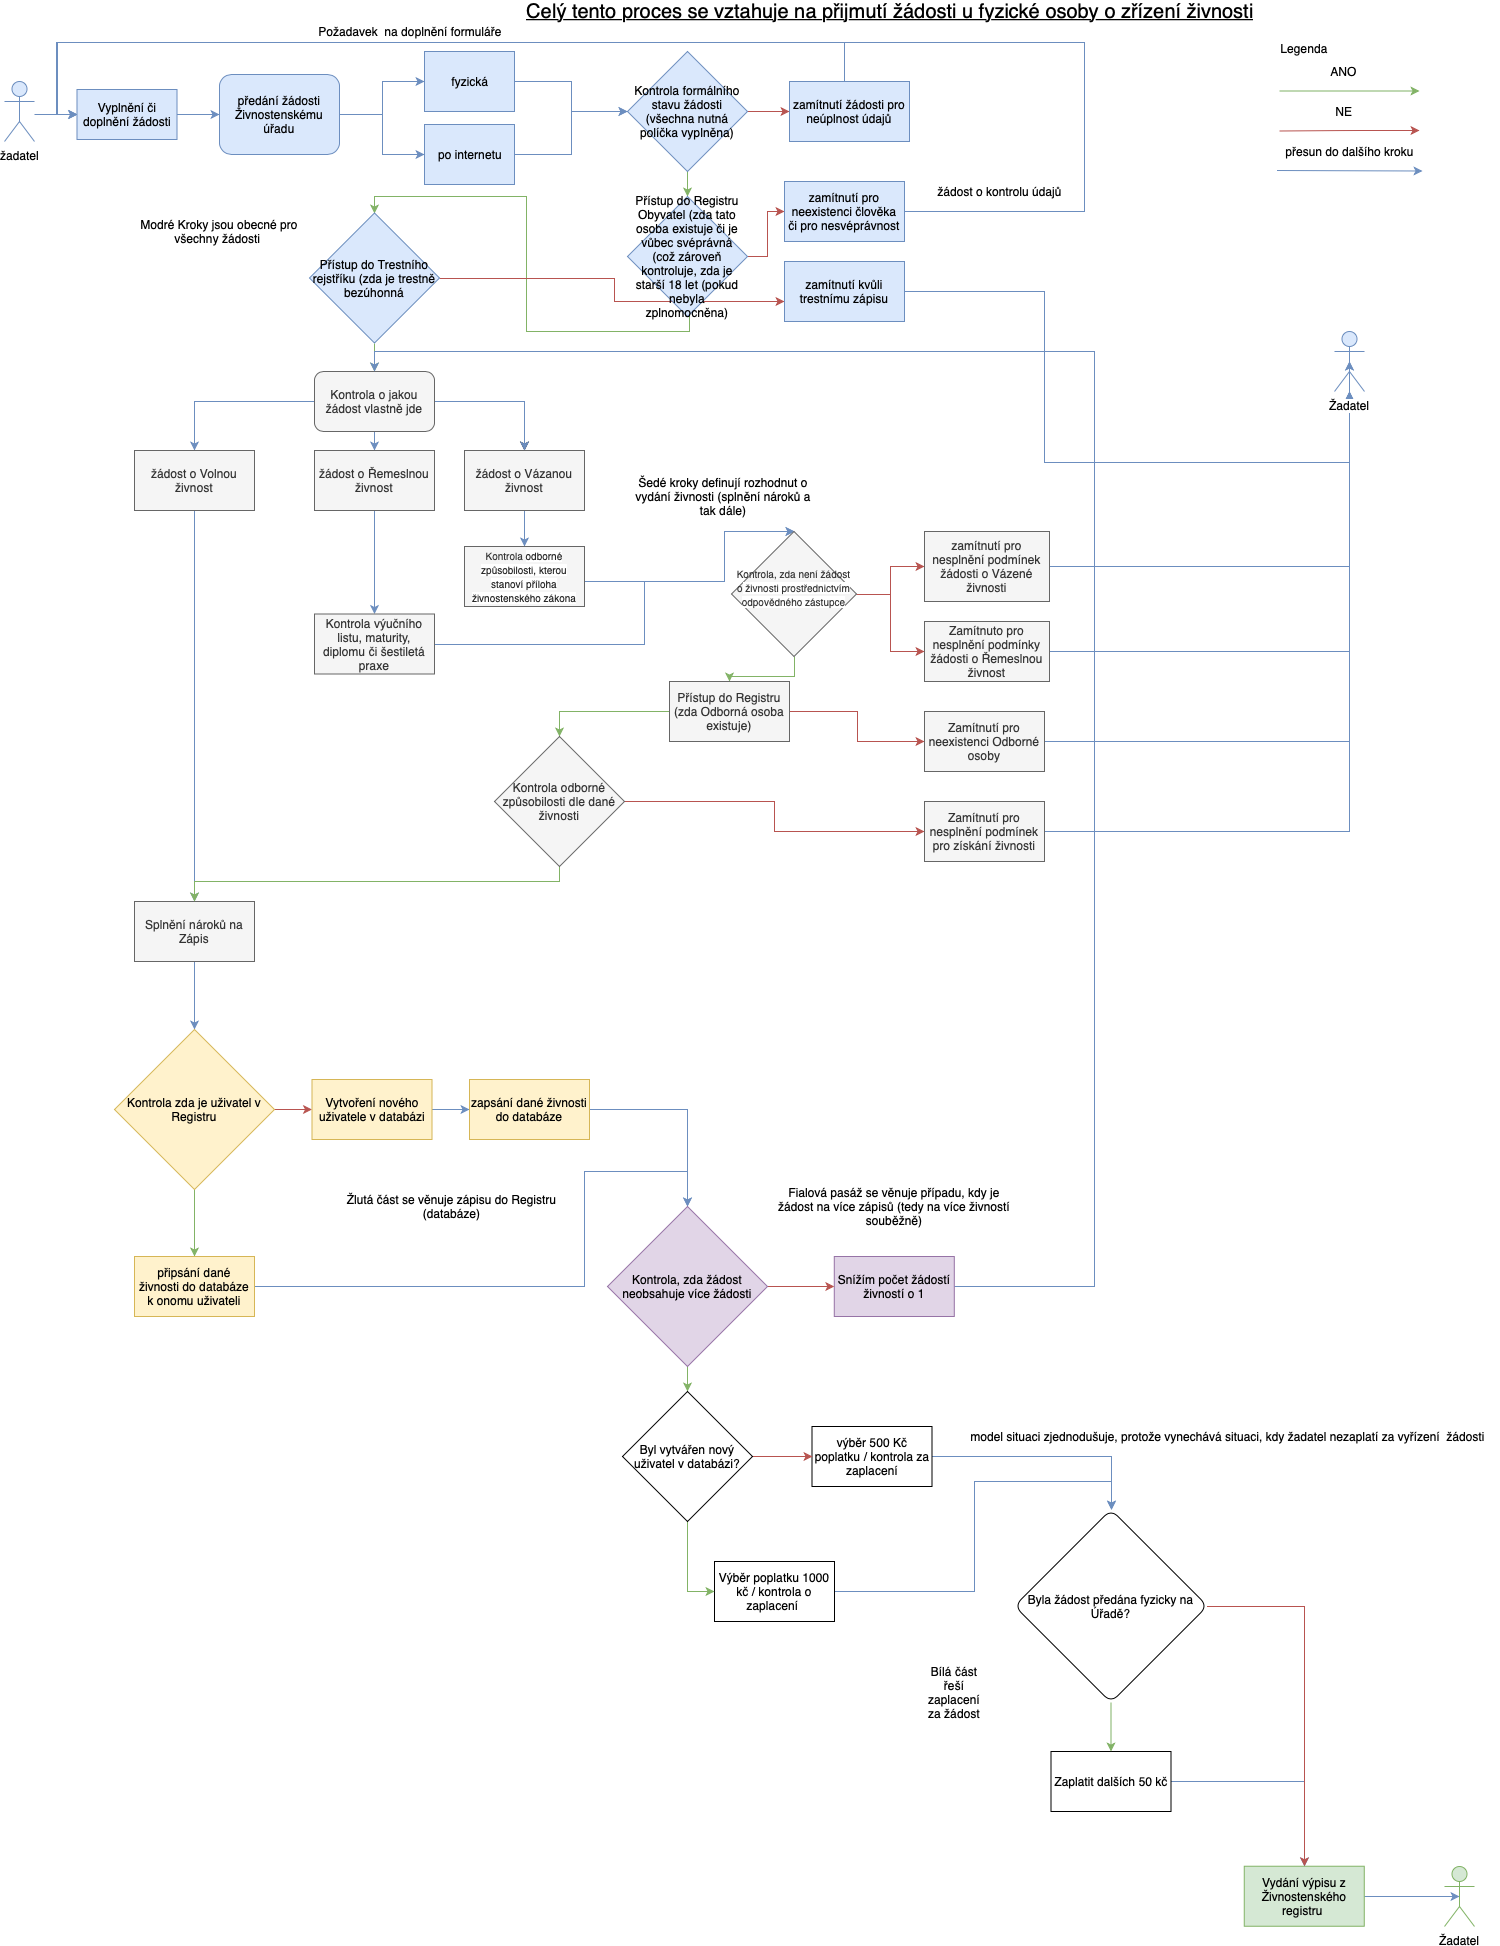 Celý tento proces se vztahuje na přijmutí žádosti u fyzické osoby o zřízení živnosti
Požadavek na doplnění formuláře
Legenda
ANO
NE
přesun do dalšího kroku
žadatel
Vyplnění či
doplnění žádosti
předání žádosti
Živnostenskému
úřadu
fyzická
po internetu
Kontrola formálního
stavu žádosti
(všechna nutná
políčka vyplněna)
zamítnutí žádosti pro
neúplnost údajů
Modré Kroky jsou obecné pro
všechny žádosti
Přístup do Registru
Obyvatel (zda tato
osoba existuje či je
vůbec svéprávná
(což zároveň
kontroluje, zda je
starší 18 let (pokud
nebyla
zplnomocněna)
zamítnutí pro
neexistenci člověka
či pro nesvéprávnost
žádost o kontrolu údajů
Přístup do Trestního
rejstříku (zda je trestně
bezúhonná
zamítnutí kvůli
trestnímu zápisu
Žadatel
Kontrola o jakou
žádost vlastně jde
žádost o Volnou
živnost
žádost o Řemeslnou
živnost
žádost o Vázanou
živnost
Šedé kroky definují rozhodnut o
vydání živnosti (splnění nároků a
tak dále)
Kontrola odborné
způsobilosti, kterou
stanoví příloha
živnostenského zákona
Kontrola výučního
listu, maturity,
diplomu či šestiletá
praxe
Kontrola, zda není žádost
o živnosti prostřednictvím
odpovědného zástupce
zamítnutí pro
nesplnění podmínek
žádosti o Vázené
živnosti
Zamítnuto pro
nesplnění podmínky
žádosti o Řemeslnou
živnost
Přístup do Registru
(zda Odborná osoba
existuje)
Zamítnutí pro
neexistenci Odborné
osoby
Kontrola odborné
způsobilosti dle dané
živnosti
Zamítnutí pro
nesplnění podmínek
pro získání živnosti
Splnění nároků na
Zápis
Kontrola zda je uživatel v
Registru
Vytvoření nového
uživatele v databázi
zapsání dané živnosti
do databáze
Žlutá část se věnuje zápisu do Registru
(databáze)
Fialová pasáž se věnuje případu, kdy je
žádost na více zápisů (tedy na více živností
souběžně)
připsání dané
živnosti do databáze
k onomu uživateli
Kontrola, zda žádost
neobsahuje více žádosti
Snížím počet žádostí
živností o 1
Byl vytvářen nový
uživatel v databázi?
výběr 500 Kč
poplatku / kontrola za
zaplacení
model situaci zjednodušuje, protože vynechává situaci, kdy žadatel nezaplatí za vyřízení žádosti
Výběr poplatku 1000
kč / kontrola o
zaplacení
Byla žádost předána fyzicky na
Úřadě?
Bílá část
řeší
zaplacení
za žádost
Zaplatit dalších 50 kč
Vydání výpisu z
Živnostenského
registru
Žadatel